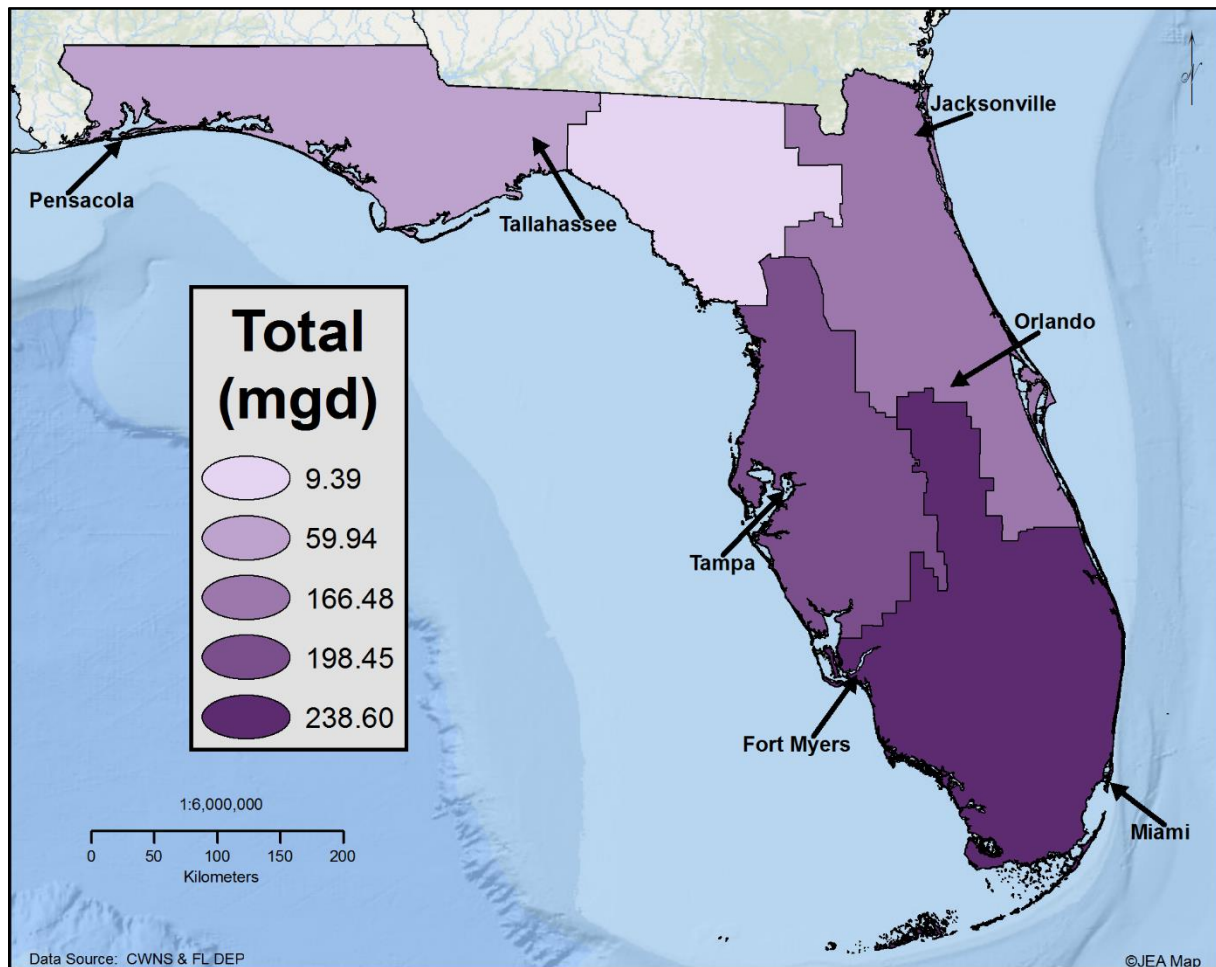 N
Jacksonville
Pensacola
Tallahassee
Total
(mgd)
9.39
59.94
166.48
198.45
238.60
Orlando
Tampa
Fort Myers
Miami
1:6,000,000
0 50 100 150 200
Kilometers
Data Source: CWNS & FL DEP
©JEA Map